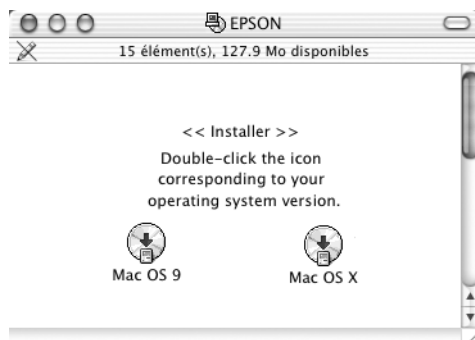 EPSON
15 élément(s), 127.9 Mo disponibles
<< Installer >>
Double-click the icon
corresponding to your
operating system version.
Mac OS 9
Mac OS X